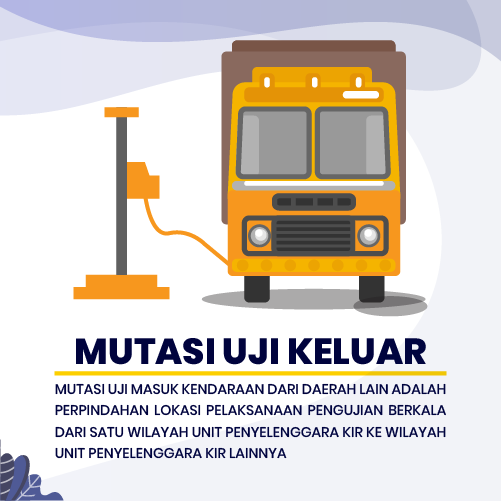 MUTASI UJI KELUAR
MUTASI UJI MASUK KENDARAAN DARI DAERAH LAIN ADALAH
PERPINDAHAN LOKASI PELAKSANAAN PENGUJIAN BERKALA
DARI SATU WILAYAH UNIT PENYELENGGARA KIR KE WILAYAH
UNIT PENYELENGGARA KIR LAINNYA